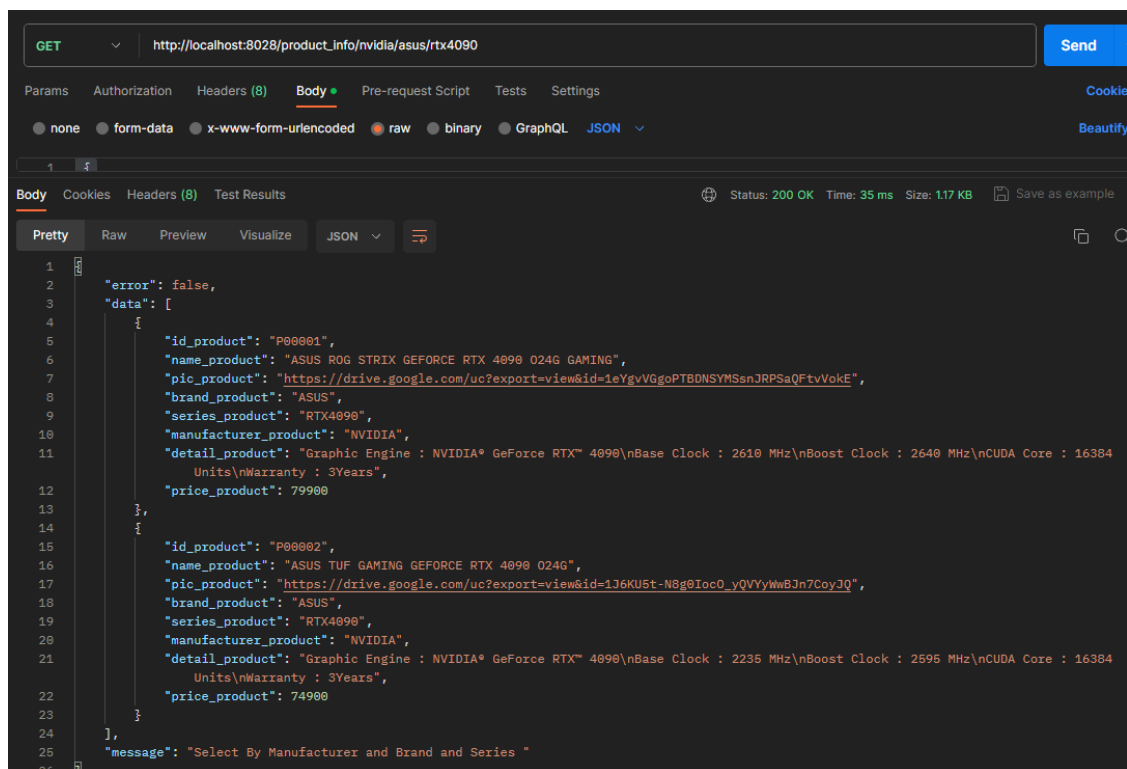 GET http://localhost:8028/product_info/nvidia/asus/rtx4090 Send
Params Authorization Headers (8) Body Pre-request Script Tests Settings Cookie
none form-data x-www-form-urlencoded raw binary GraphQL JSON Beautify
1 {
Body Cookies Headers (8) Test Results Status: 200 OK Time: 35 ms Size: 1.17 KB Save as example
Pretty Raw Preview Visualize JSON
1 {
2 "error": false,
3 "data": [
4 {
5 "id_product": "P00001",
6 "name_product": "ASUS ROG STRIX GEFORCE RTX 4090 O24G GAMING",
7 "pic_product": "https://drive.google.com/uc?export=view&id=1eYgvVGgoPTBDNSYMSsnJRPSaQFtvVokE",
8 "brand_product": "ASUS",
9 "series_product": "RTX4090",
10 "manufacturer_product": "NVIDIA",
11 "detail_product": "Graphic Engine : NVIDIA® GeForce RTX™ 4090\nBase Clock : 2610 MHz\nBoost Clock : 2640 MHz\nCUDA Core : 16384
Units\nWarranty : 3Years",
12 "price_product": 79900
13 },
14 {
15 "id_product": "P00002",
16 "name_product": "ASUS TUF GAMING GEFORCE RTX 4090 O24G",
17 "pic_product": "https://drive.google.com/uc?export=view&id=1J6KU5t-N8g0IocO_yQVYyWwBJn7CoyJQ",
18 "brand_product": "ASUS",
19 "series_product": "RTX4090",
20 "manufacturer_product": "NVIDIA",
21 "detail_product": "Graphic Engine : NVIDIA® GeForce RTX™ 4090\nBase Clock : 2235 MHz\nBoost Clock : 2595 MHz\nCUDA Core : 16384
Units\nWarranty : 3Years",
22 "price_product": 74900
23 }
24 ],
25 "message": "Select By Manufacturer and Brand and Series "
26 }